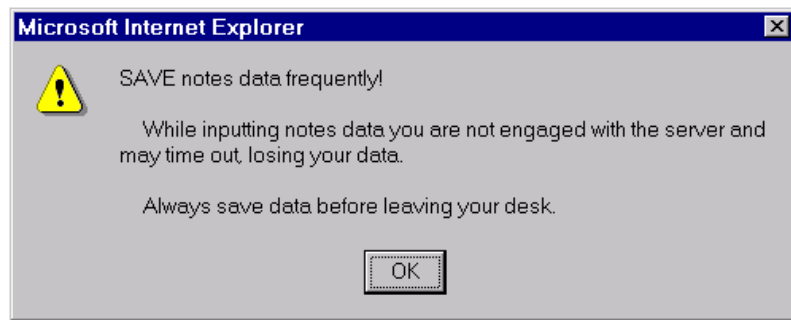 Microsoft Internet Explorer
SAVE notes data frequently!
While inputting notes data you are not engaged with the server and
may time out, losing your data.
Always save data before leaving your desk.
OK